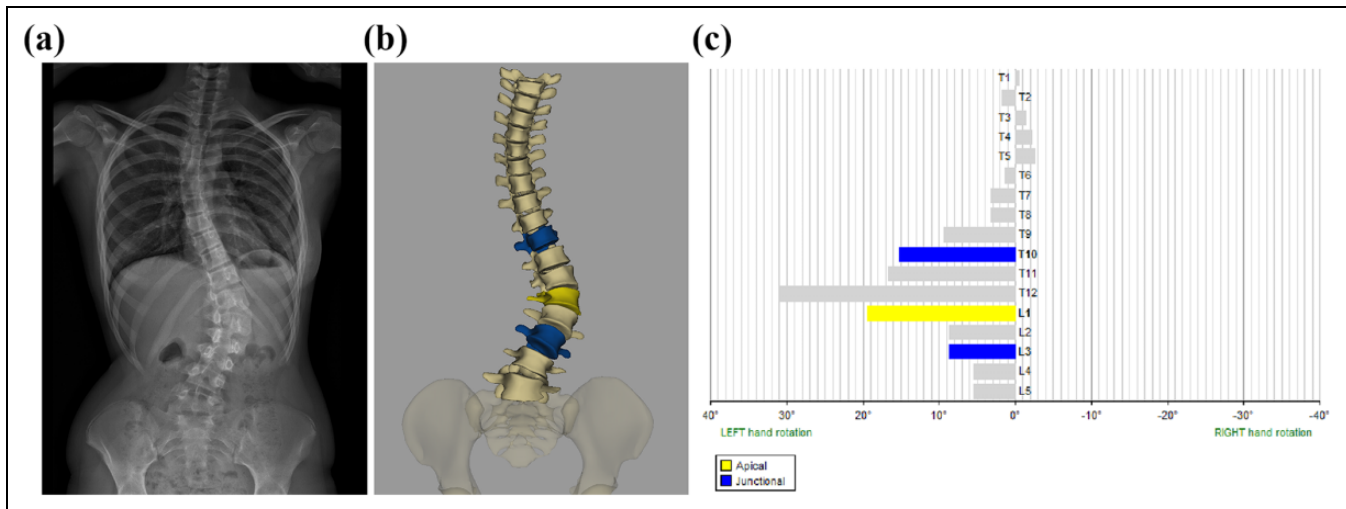 (a)
(b)
(c)
T1
T2
T3
T4
T5
T6
T7
T8
T9
T10
T11
T12
L1
L2
L3
L4
L5
40° 30° 20° 10° 0° -10° -20° -30° -40°
LEFT hand rotation RIGHT hand rotation
Apical
Junctional